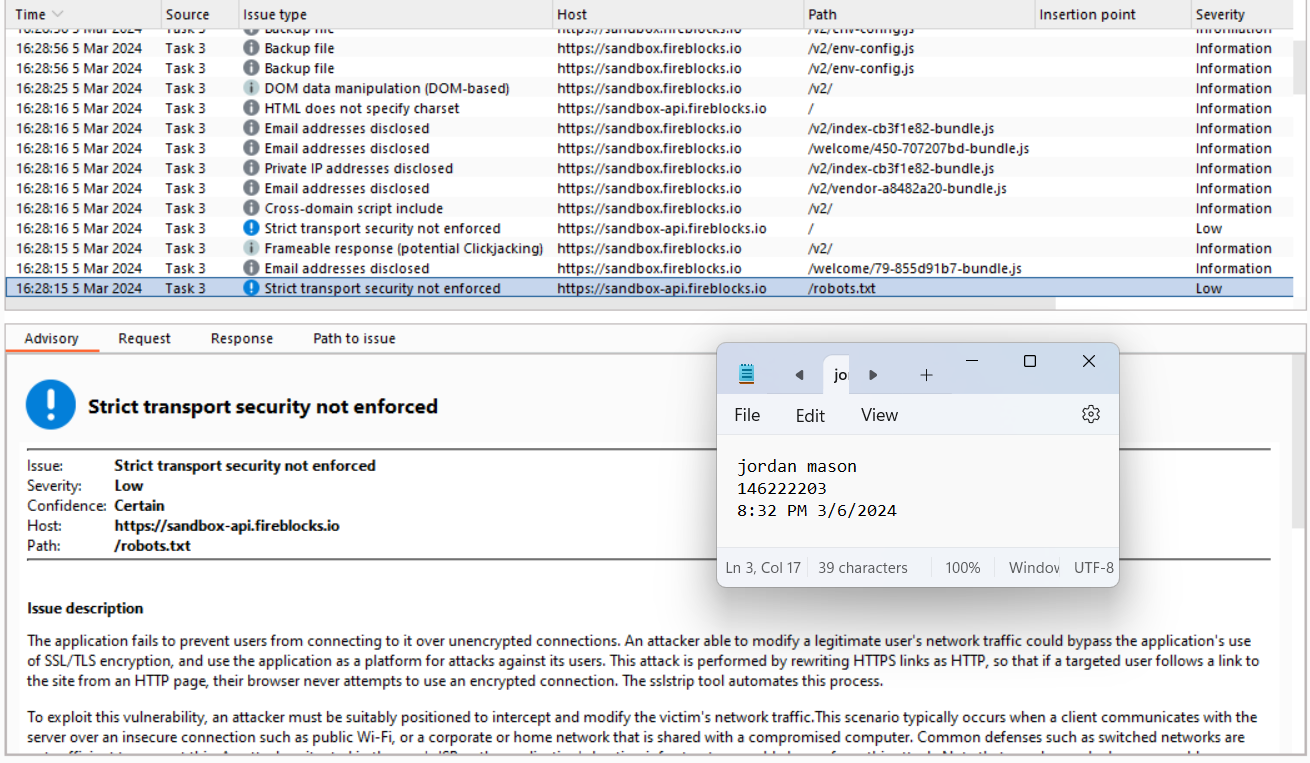 Time Source Issue type Host Path Insertion point Severity
16:28:56 5 Mar 2024 Task 3 Backup file https://sandbox.fireblocks.io /v2/env-config.js Information
16:28:56 5 Mar 2024 Task 3 Backup file https://sandbox.fireblocks.io /v2/env-config.js Information
16:28:56 5 Mar 2024 Task 3 Backup file https://sandbox.fireblocks.io /v2/env-config.js Information
16:28:25 5 Mar 2024 Task 3 DOM data manipulation (DOM-based) https://sandbox.fireblocks.io /v2/ Information
16:28:16 5 Mar 2024 Task 3 HTML does not specify charset https://sandbox-api.fireblocks.io / Information
16:28:16 5 Mar 2024 Task 3 Email addresses disclosed https://sandbox.fireblocks.io /v2/index-cb3f1e82-bundle.js Information
16:28:16 5 Mar 2024 Task 3 Email addresses disclosed https://sandbox.fireblocks.io /welcome/450-707207bd-bundle.js Information
16:28:16 5 Mar 2024 Task 3 Private IP addresses disclosed https://sandbox.fireblocks.io /v2/index-cb3f1e82-bundle.js Information
16:28:16 5 Mar 2024 Task 3 Email addresses disclosed https://sandbox.fireblocks.io /v2/vendor-a8482a20-bundle.js Information
16:28:16 5 Mar 2024 Task 3 Cross-domain script include https://sandbox.fireblocks.io /v2/ Information
16:28:16 5 Mar 2024 Task 3 Strict transport security not enforced https://sandbox-api.fireblocks.io / Low
16:28:15 5 Mar 2024 Task 3 Frameable response (potential Clickjacking) https://sandbox.fireblocks.io /v2/ Information
16:28:15 5 Mar 2024 Task 3 Email addresses disclosed https://sandbox.fireblocks.io /welcome/79-855d91b7-bundle.js Information
16:28:15 5 Mar 2024 Task 3 Strict transport security not enforced https://sandbox-api.fireblocks.io /robots.txt Low
Advisory Request Response Path to issue
Strict transport security not enforced
Issue: Strict transport security not enforced
Severity: Low
Confidence: Certain
Host: https://sandbox-api.fireblocks.io
Path: /robots.txt
Issue description
The application fails to prevent users from connecting to it over unencrypted connections. An attacker able to modify a legitimate user's network traffic could bypass the application's use
of SSL/TLS encryption, and use the application as a platform for attacks against its users. This attack is performed by rewriting HTTPS links as HTTP, so that if a targeted user follows a link to
the site from an HTTP page, their browser never attempts to use an encrypted connection. The sslstrip tool automates this process.
To exploit this vulnerability, an attacker must be suitably positioned to intercept and modify the victim's network traffic.This scenario typically occurs when a client communicates with the
server over an insecure connection such as public Wi-Fi, or a corporate or home network that is shared with a compromised computer. Common defenses such as switched networks are
jo
File Edit View
jordan mason
146222203
8:32 PM 3/6/2024
Ln 3, Col 17 39 characters 100% Window UTF-8